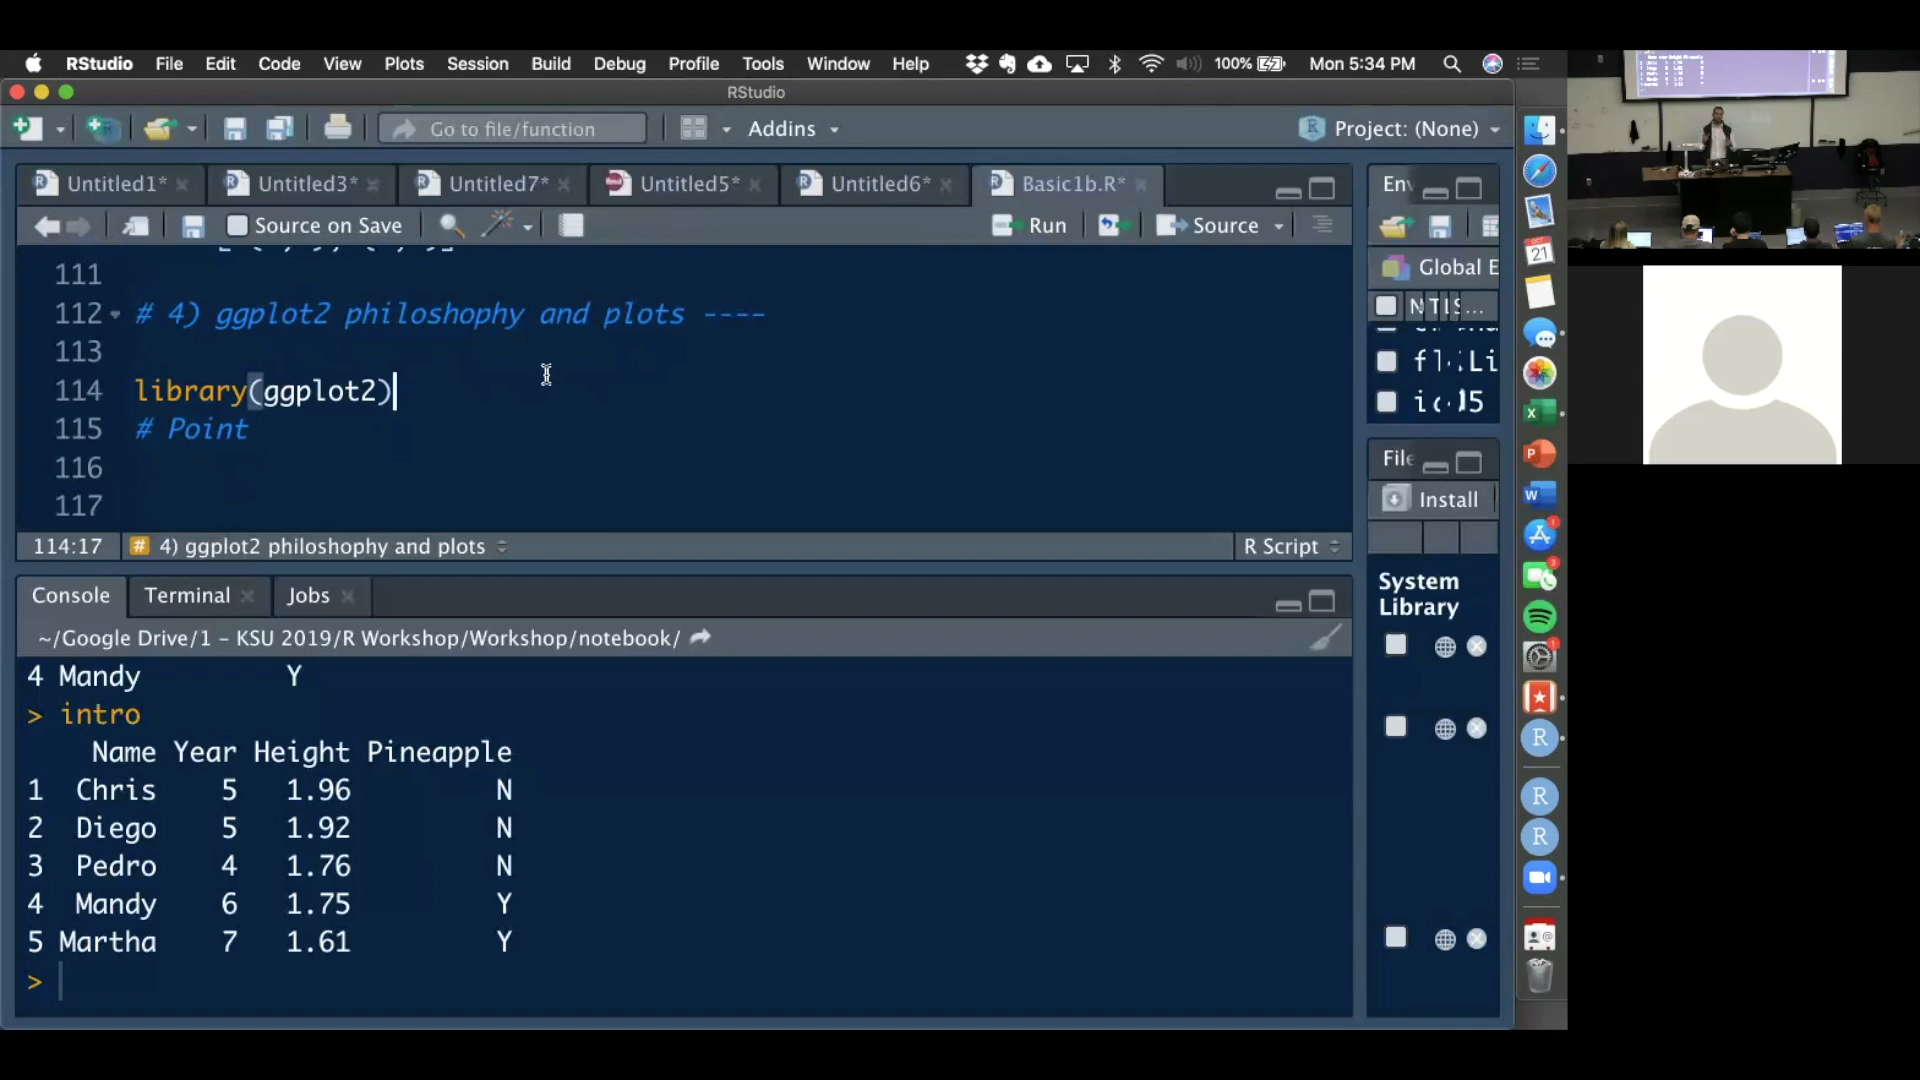 RStudio File Edit Code View Plots Session Build Debug Profile Tools Window Help 100% Mon 5:34 PM
RStudio
Go to file/function Addins Project: (None)
Untitled1* Untitled3* Untitled7* Untitled5* Untitled6* Basic1b.R*
Source on Save Run Source
111
112 # 4) ggplot2 philoshophy and plots ----
113
114 library(ggplot2)
115 # Point
116
117
114:17 # 4) ggplot2 philoshophy and plots R Script
Console Terminal Jobs
~/Google Drive/1 – KSU 2019/R Workshop/Workshop/notebook/
4 Mandy Y
> intro
Name Year Height Pineapple
1 Chris 5 1.96 N
2 Diego 5 1.92 N
3 Pedro 4 1.76 N
4 Mandy 6 1.75 Y
5 Martha 7 1.61 Y
>
Global E
Install
System
Library
OCT
21